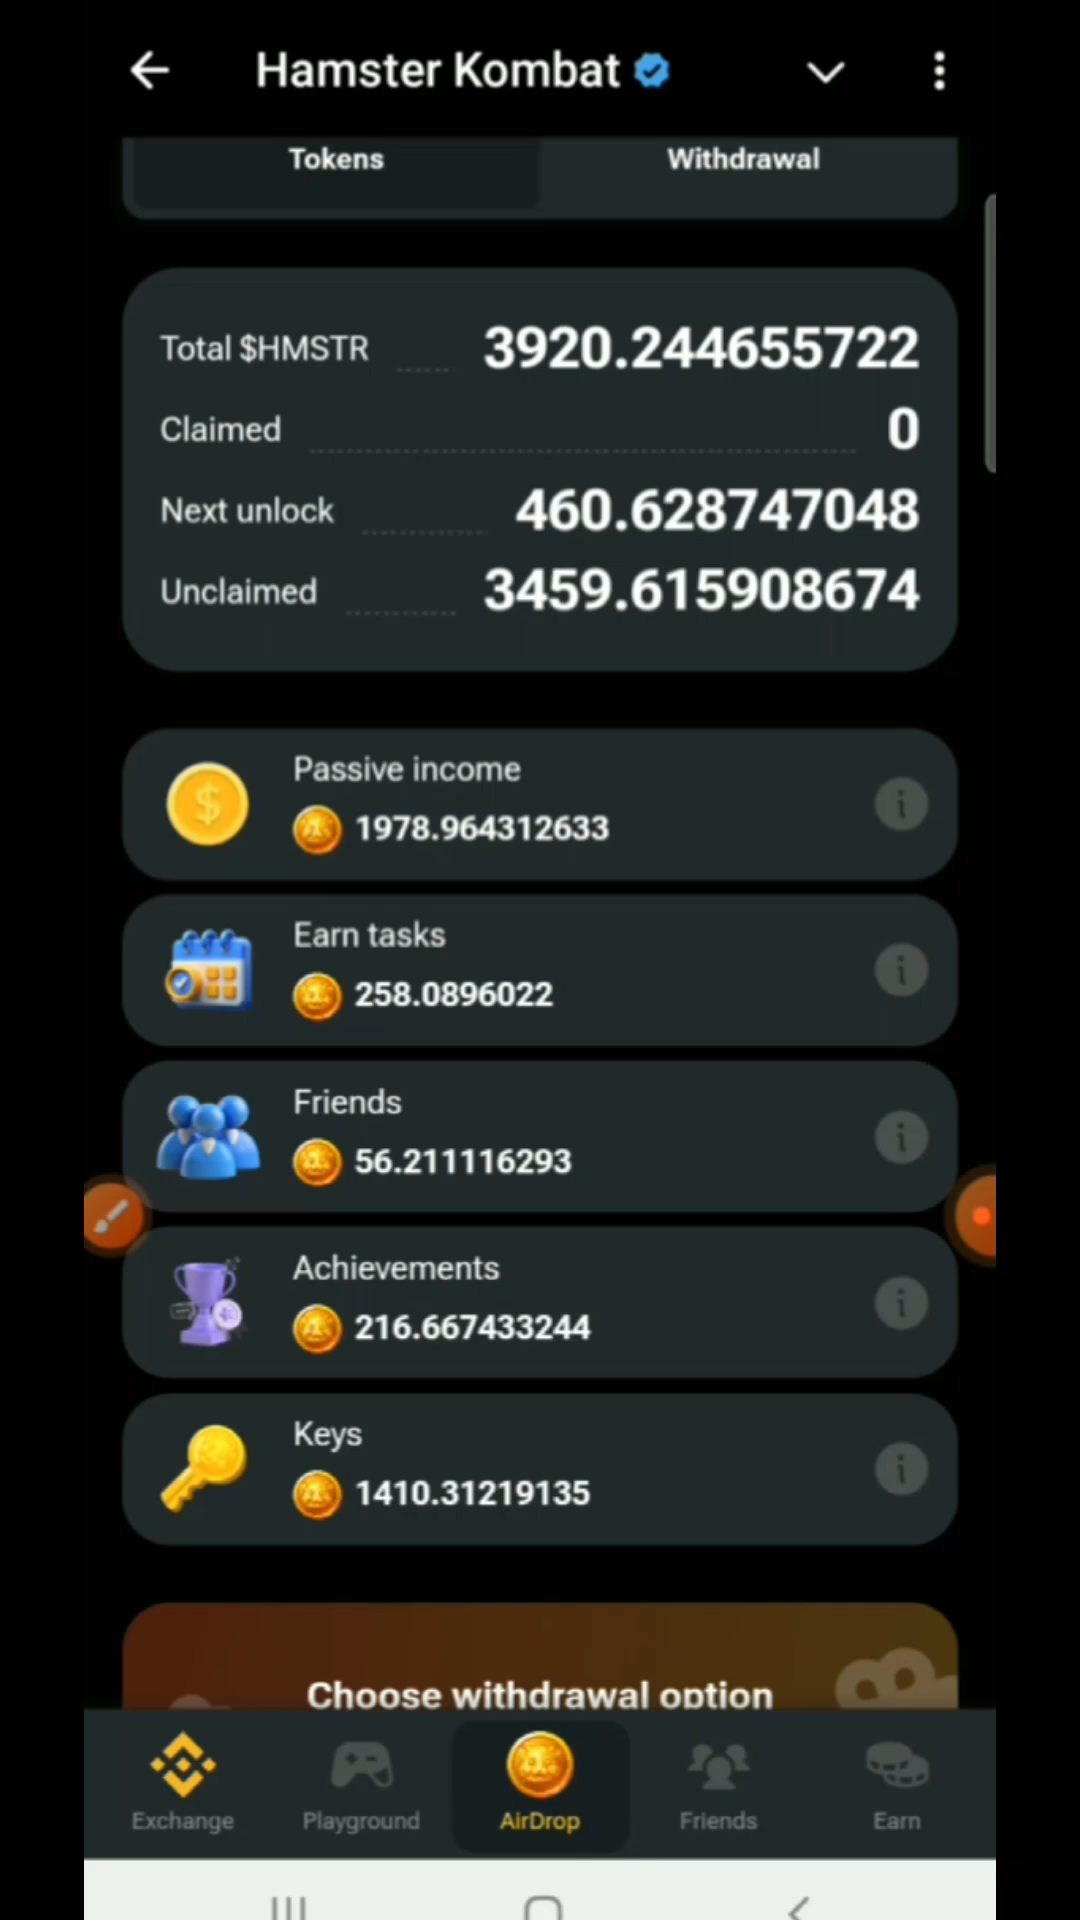 Hamster Kombat
Tokens
Withdrawal
Total $HMSTR 3920.244655722
Claimed 0
Next unlock 460.628747048
Unclaimed 3459.615908674
Passive income
1978.964312633
Earn tasks
258.0896022
Friends
56.211116293
Achievements
216.667433244
Keys
1410.31219135
Choose withdrawal option
Exchange
Playground
AirDrop
Friends
Earn